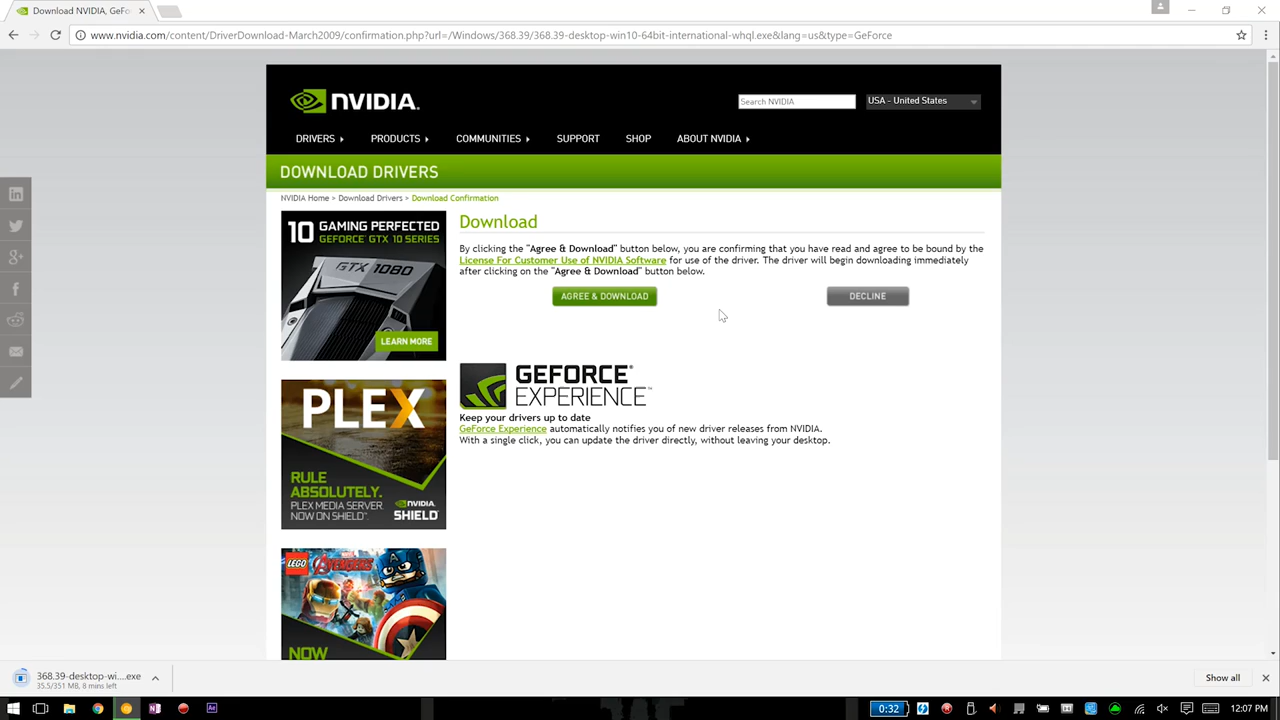 Download NVIDIA, GeFo
www.nvidia.com/content/DriverDownload-March2009/confirmation.php?url=/Windows/368.39/368.39-desktop-win10-64bit-international-whql.exe&lang=us&type=GeForce
NVIDIA.
Search NVIDIA
USA - United States
DRIVERS
PRODUCTS
COMMUNITIES
SUPPORT
SHOP
ABOUT NVIDIA
DOWNLOAD DRIVERS
NVIDIA Home > Download Drivers > Download Confirmation
10 GAMING PERFECTED
GEFORCE GTX 10 SERIES
GTX 1080
LEARN MORE
Download
By clicking the "Agree & Download" button below, you are confirming that you have read and agree to be bound by the
License For Customer Use of NVIDIA Software for use of the driver. The driver will begin downloading immediately
after clicking on the "Agree & Download" button below.
AGREE & DOWNLOAD
DECLINE
GEFORCE®
EXPERIENCE™
Keep your drivers up to date
GeForce Experience automatically notifies you of new driver releases from NVIDIA.
With a single click, you can update the driver directly, without leaving your desktop.
PLEX
RULE
ABSOLUTELY.
PLEX MEDIA SERVER.
NOW ON SHIELD™.
NVIDIA.
SHIELD™
LEGO MARVEL AVENGERS
NOW
368.39-desktop-wi....exe
35.5/351 MB, 8 mins left
Show all
0:32
12:07 PM